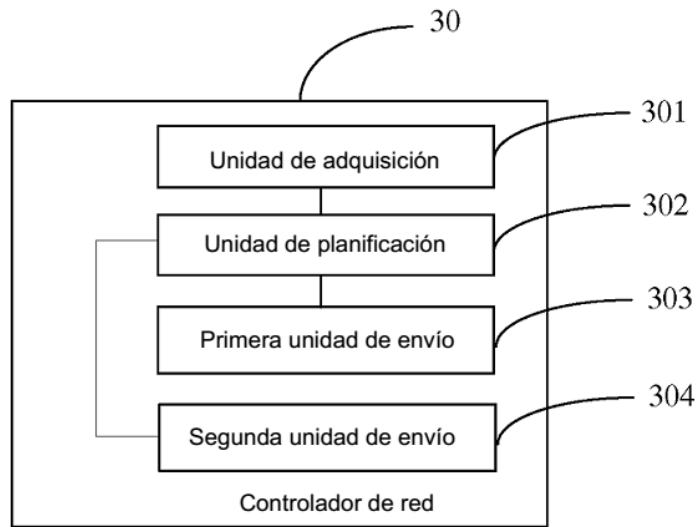 30
301
Unidad de adquisición
302
Unidad de planificación
303
Primera unidad de envío
304
Segunda unidad de envío
Controlador de red